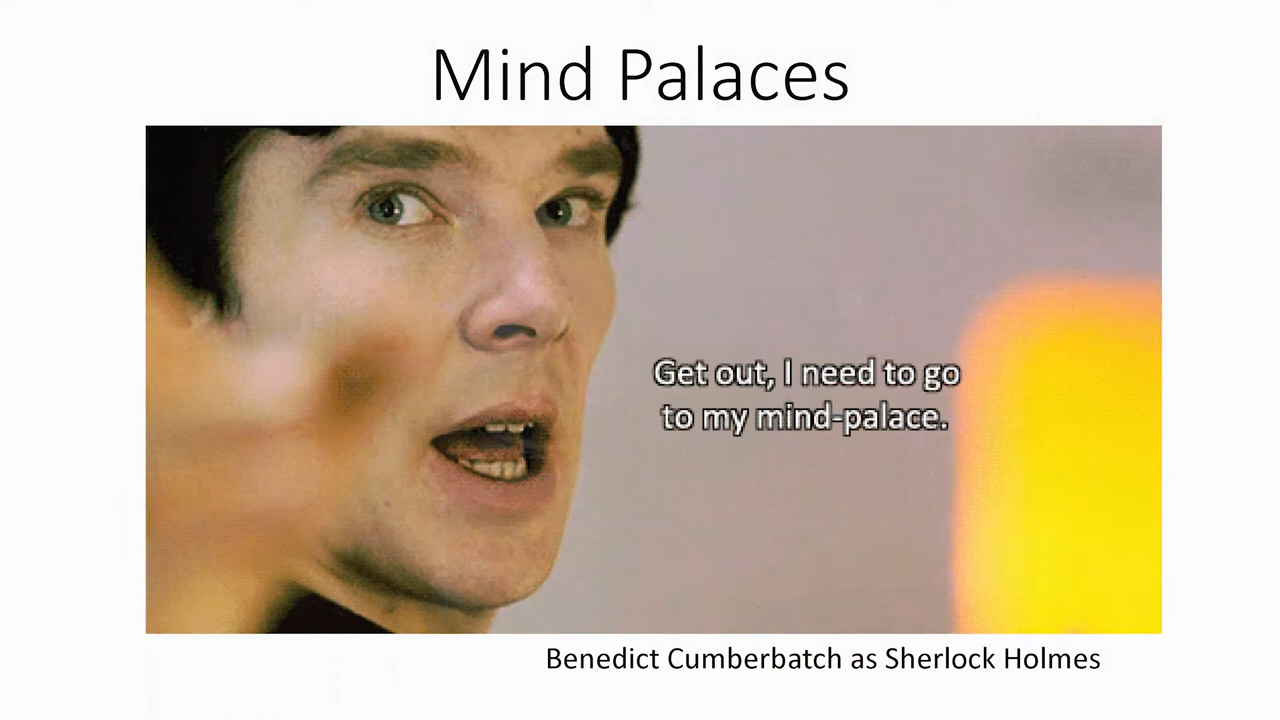 Mind Palaces
Get out, I need to go
to my mind-palace.
Benedict Cumberbatch as Sherlock Holmes